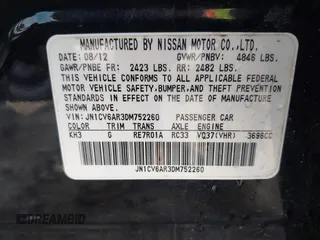 MANUFACTURED BY NISSAN MOTOR CO.,LTD.
08/12 GVWR/PNBV: 4846 LBS
GAWR/PNBE FR: 2423 LBS RR: 2482 LBS.
THIS VEHICLE CONFORMS TO ALL APPLICABLE FEDERAL
MOTOR VEHICLE SAFETY,BUMPER,AND THEFT PREVENTION
STANDARDS IN EFFECT ON THE DATE OF MANUFACTURE
SHOWN ABOVE.
VIN: JN1CV6AR3DM752260 PASSENGER CAR
COLOR TRIM TRANS AXLE ENGINE
KH3 G RE7R01A RC33 VQ37(VHR) 3696CC
JN1CV6AR3DM752260
DREAMBID